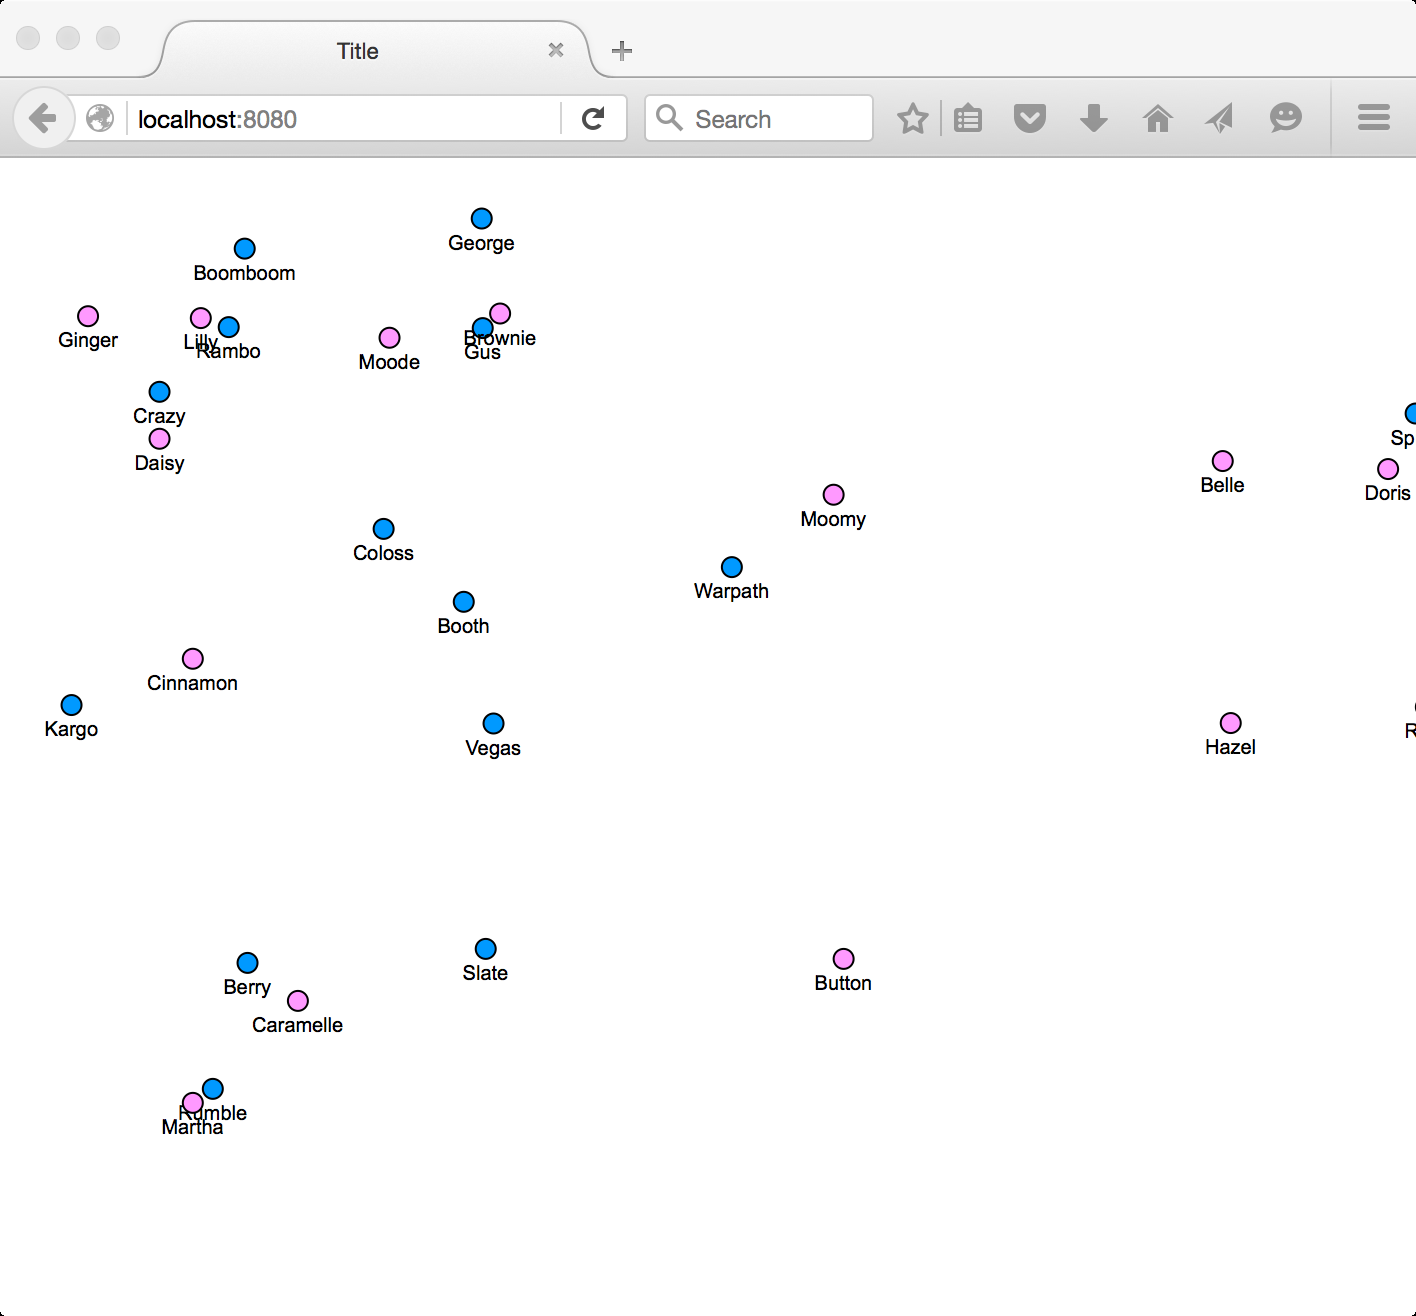 Title
localhost:8080
Search
George
Boomboom
Ginger
Lilly
Rambo
Moode
Brownie
Gus
Crazy
Daisy
Sp
Belle
Doris
Moomy
Coloss
Warpath
Booth
Cinnamon
Kargo
Vegas
Hazel
R
Berry
Slate
Button
Caramelle
Rumble
Martha